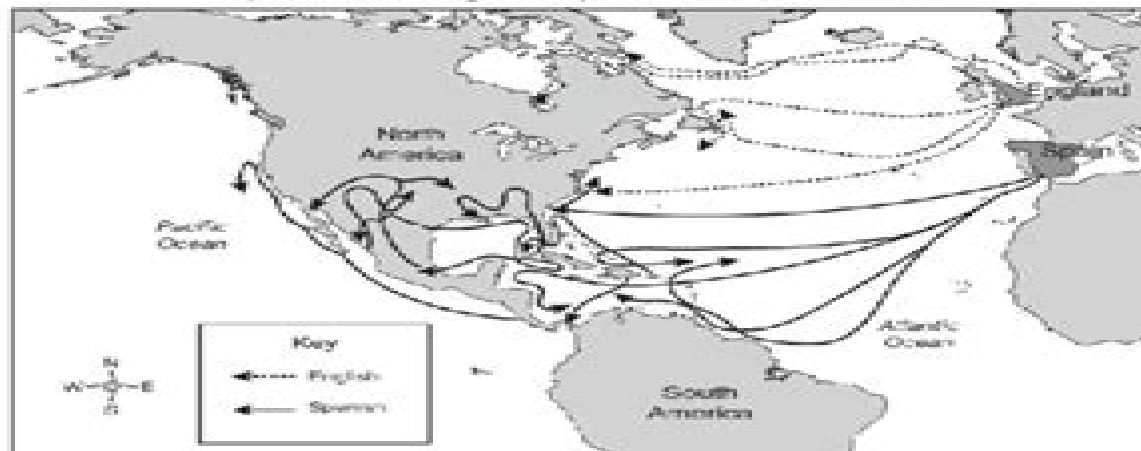 England
Spain
North
America
Pacific
Ocean
Atlantic
Ocean
Key
English
Spanish
N
W
E
S
South
America